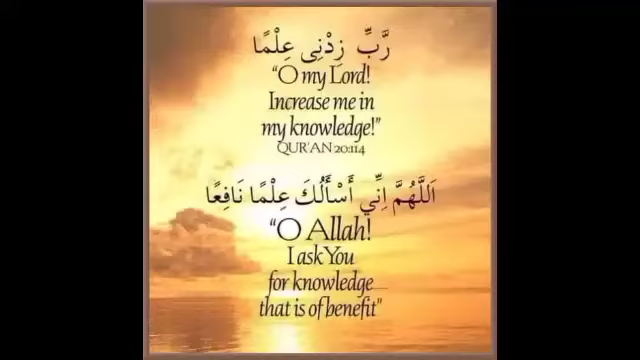 رَّبِّ زِدْنِى عِلْمًا
“O my Lord!
Increase me in
my knowledge!”
QUR'AN 20:114
اَللَّهُمَّ اِنِّي أَسْأَلُكَ عِلْمًا نَافِعًا
“O Allah!
I ask You
for knowledge
that is of benefit”